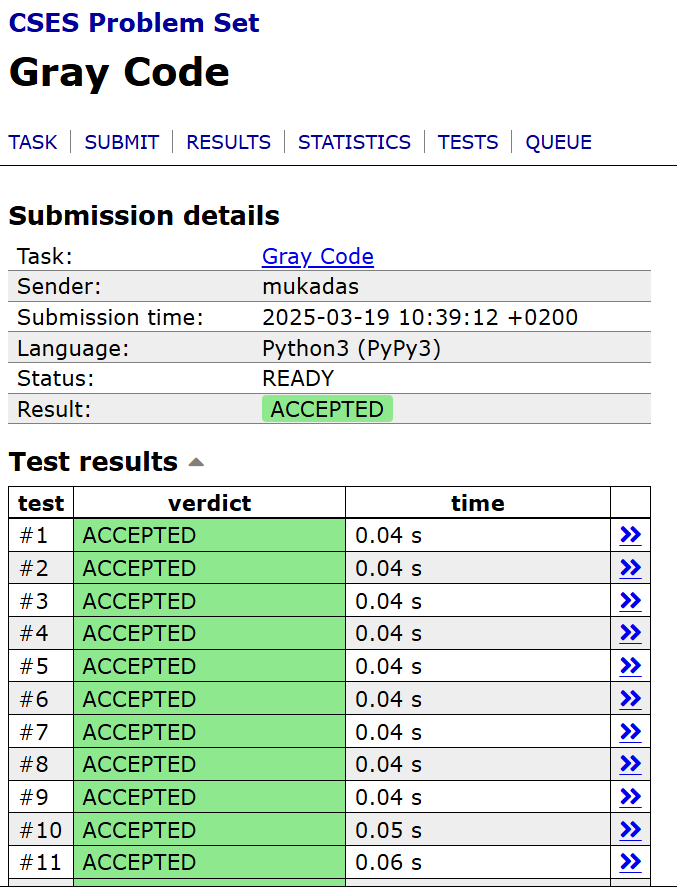 CSES Problem Set
Gray Code
TASK | SUBMIT | RESULTS | STATISTICS | TESTS | QUEUE
Submission details
Task: Gray Code
Sender: mukadas
Submission time: 2025-03-19 10:39:12 +0200
Language: Python3 (PyPy3)
Status: READY
Result: ACCEPTED
Test results
test verdict time
#1 ACCEPTED 0.04 s »
#2 ACCEPTED 0.04 s »
#3 ACCEPTED 0.04 s »
#4 ACCEPTED 0.04 s »
#5 ACCEPTED 0.04 s »
#6 ACCEPTED 0.04 s »
#7 ACCEPTED 0.04 s »
#8 ACCEPTED 0.04 s »
#9 ACCEPTED 0.04 s »
#10 ACCEPTED 0.05 s »
#11 ACCEPTED 0.06 s »